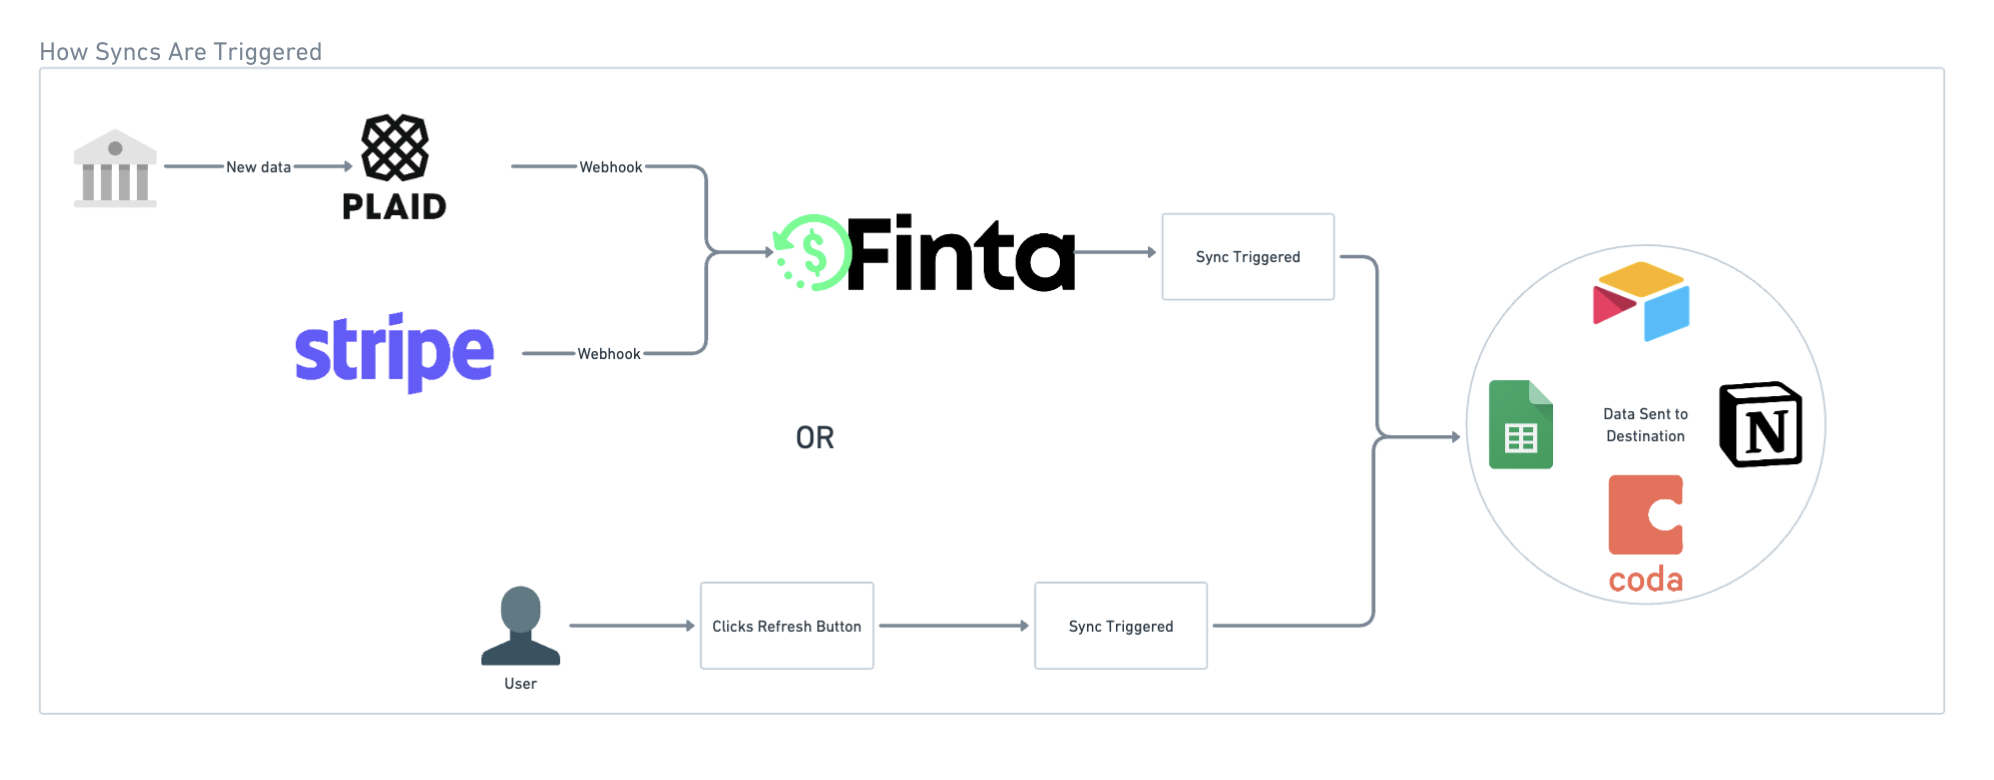 How Syncs Are Triggered
New data
PLAID
Webhook
Finta
$
Sync Triggered
stripe
Webhook
OR
Data Sent to
Destination
N
coda
Clicks Refresh Button
Sync Triggered
User